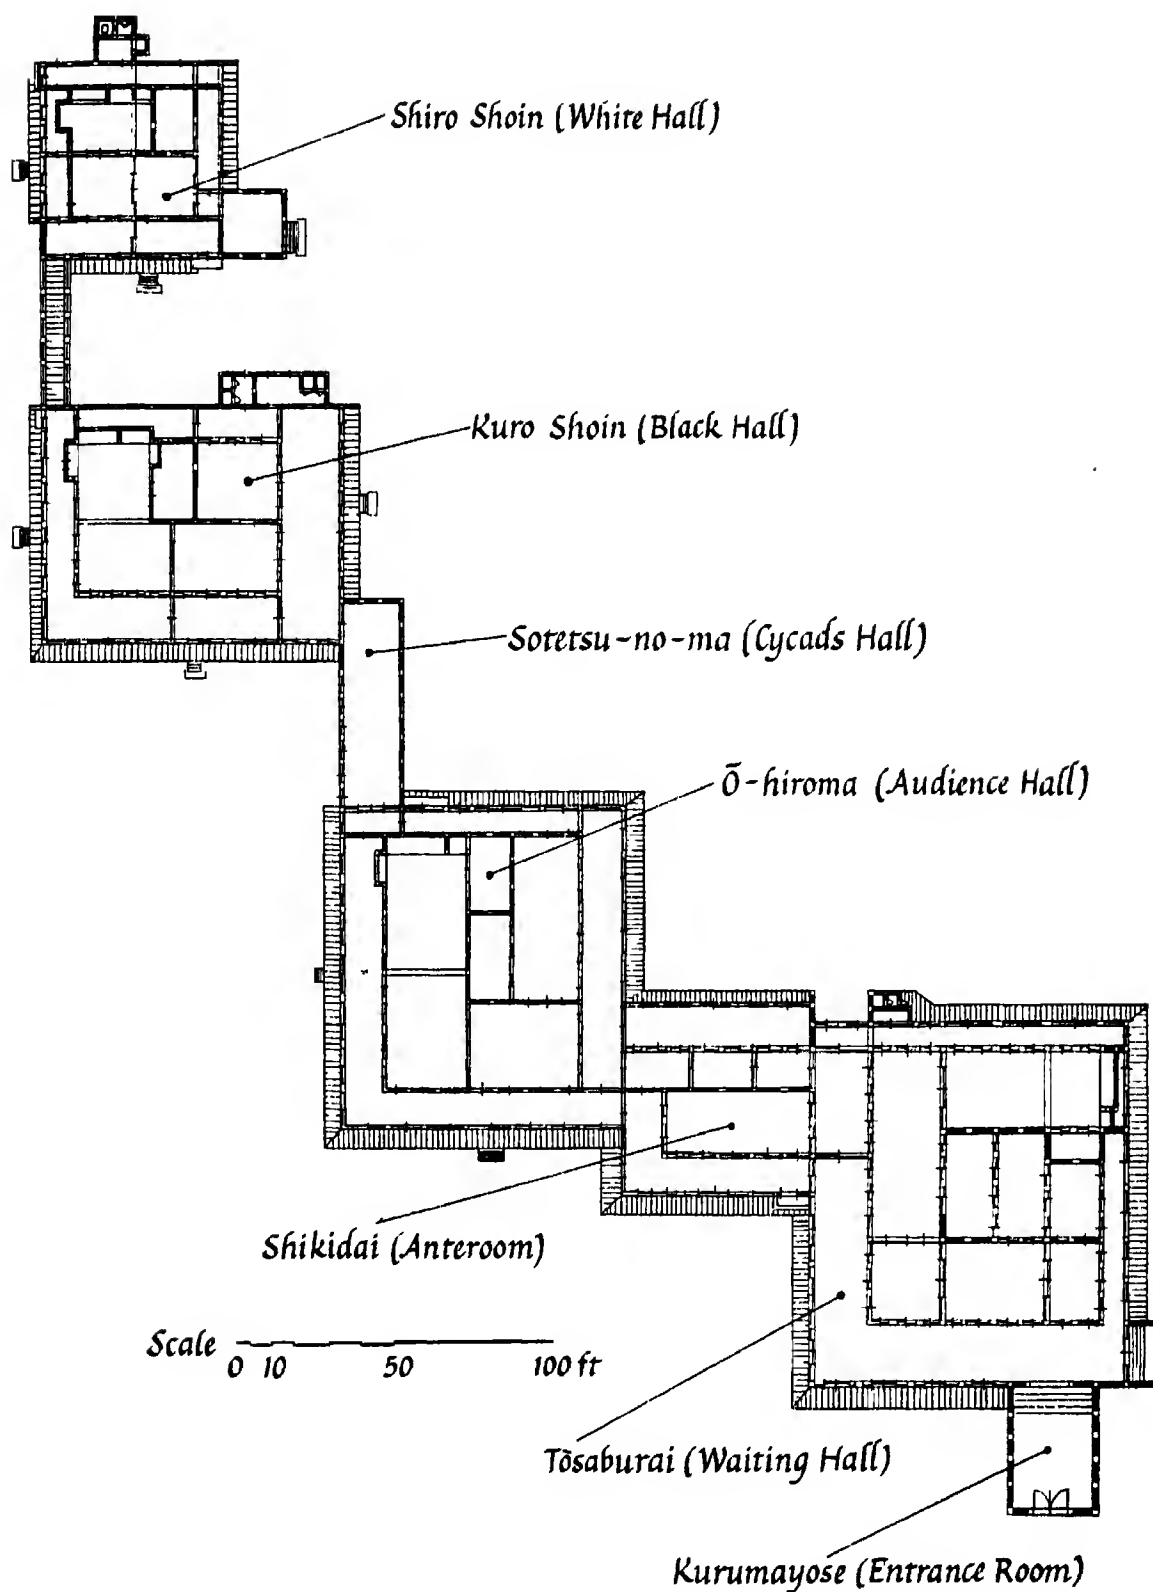 Shiro Shoin (White Hall)
Kuro Shoin (Black Hall)
Sotetsu-no-ma (Cycads Hall)
Ō-hiroma (Audience Hall)
Shikidai (Anteroom)
Scale 0 10 50 100 ft
Tōsaburai (Waiting Hall)
Kurumayose (Entrance Room)